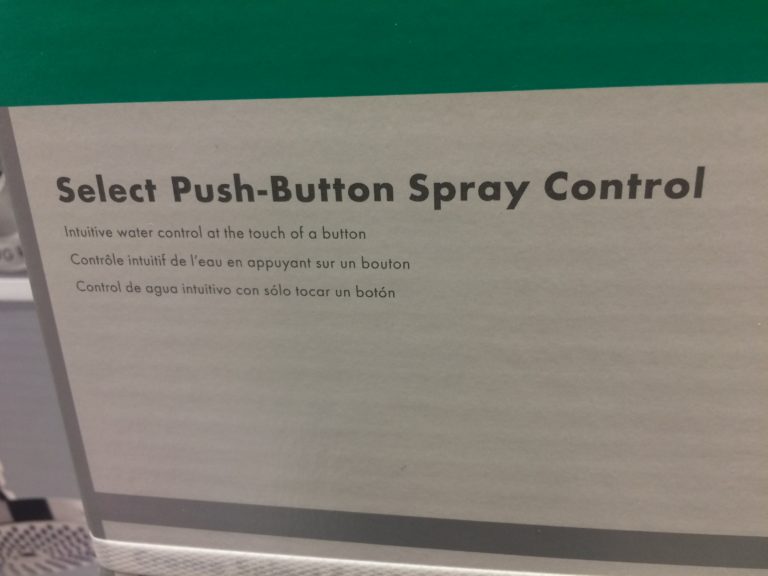 Select Push-Button Spray Control
Intuitive water control at the touch of a button
Contrôle intuitif de l'eau en appuyant sur un bouton
Control de agua intuitivo con sólo tocar un botón